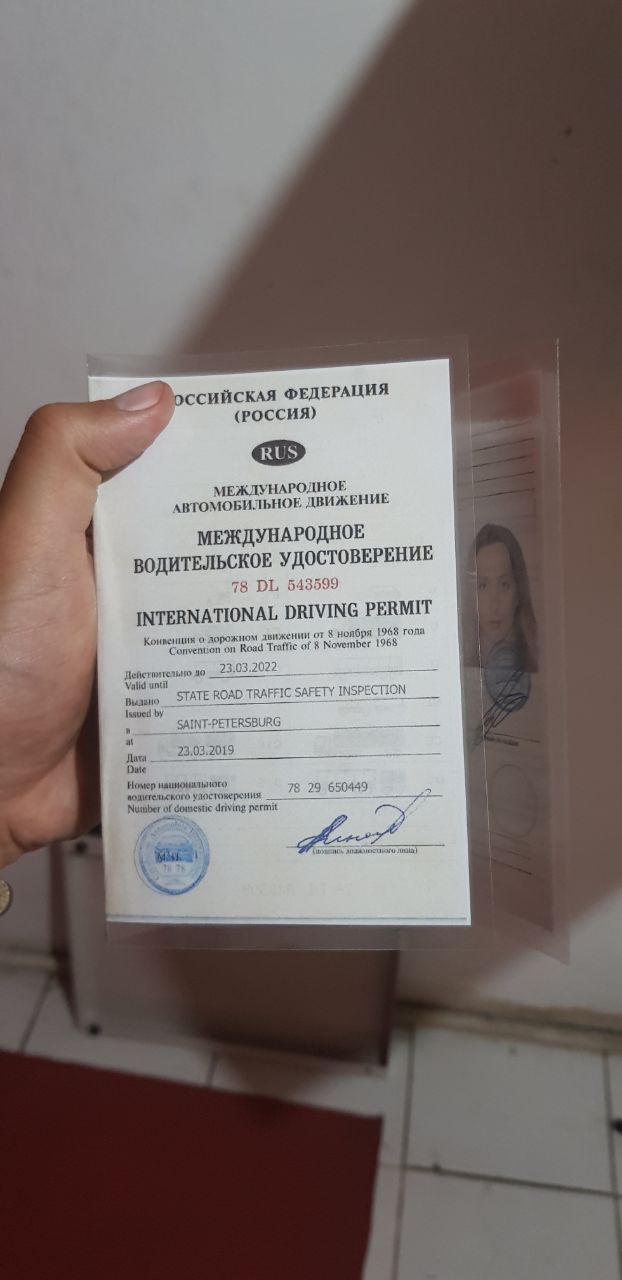 ОССИЙСКАЯ ФЕДЕРАЦИЯ
(РОССИЯ)
RUS
МЕЖДУНАРОДНОЕ
АВТОМОБИЛЬНОЕ ДВИЖЕНИЕ
МЕЖДУНАРОДНОЕ
ВОДИТЕЛЬСКОЕ УДОСТОВЕРЕНИЕ
78 DL 543599
INTERNATIONAL DRIVING PERMIT
Конвенция о дорожном движении от 8 ноября 1968 года
Convention on Road Traffic of 8 November 1968
Действительно до 23.03.2022
Valid until
Выдано STATE ROAD TRAFFIC SAFETY INSPECTION
Issued by
в SAINT-PETERSBURG
at
Дата 23.03.2019
Date
Номер национального
водительского удостоверения 78 29 650449
Number of domestic driving permit
(подпись должностного лица)